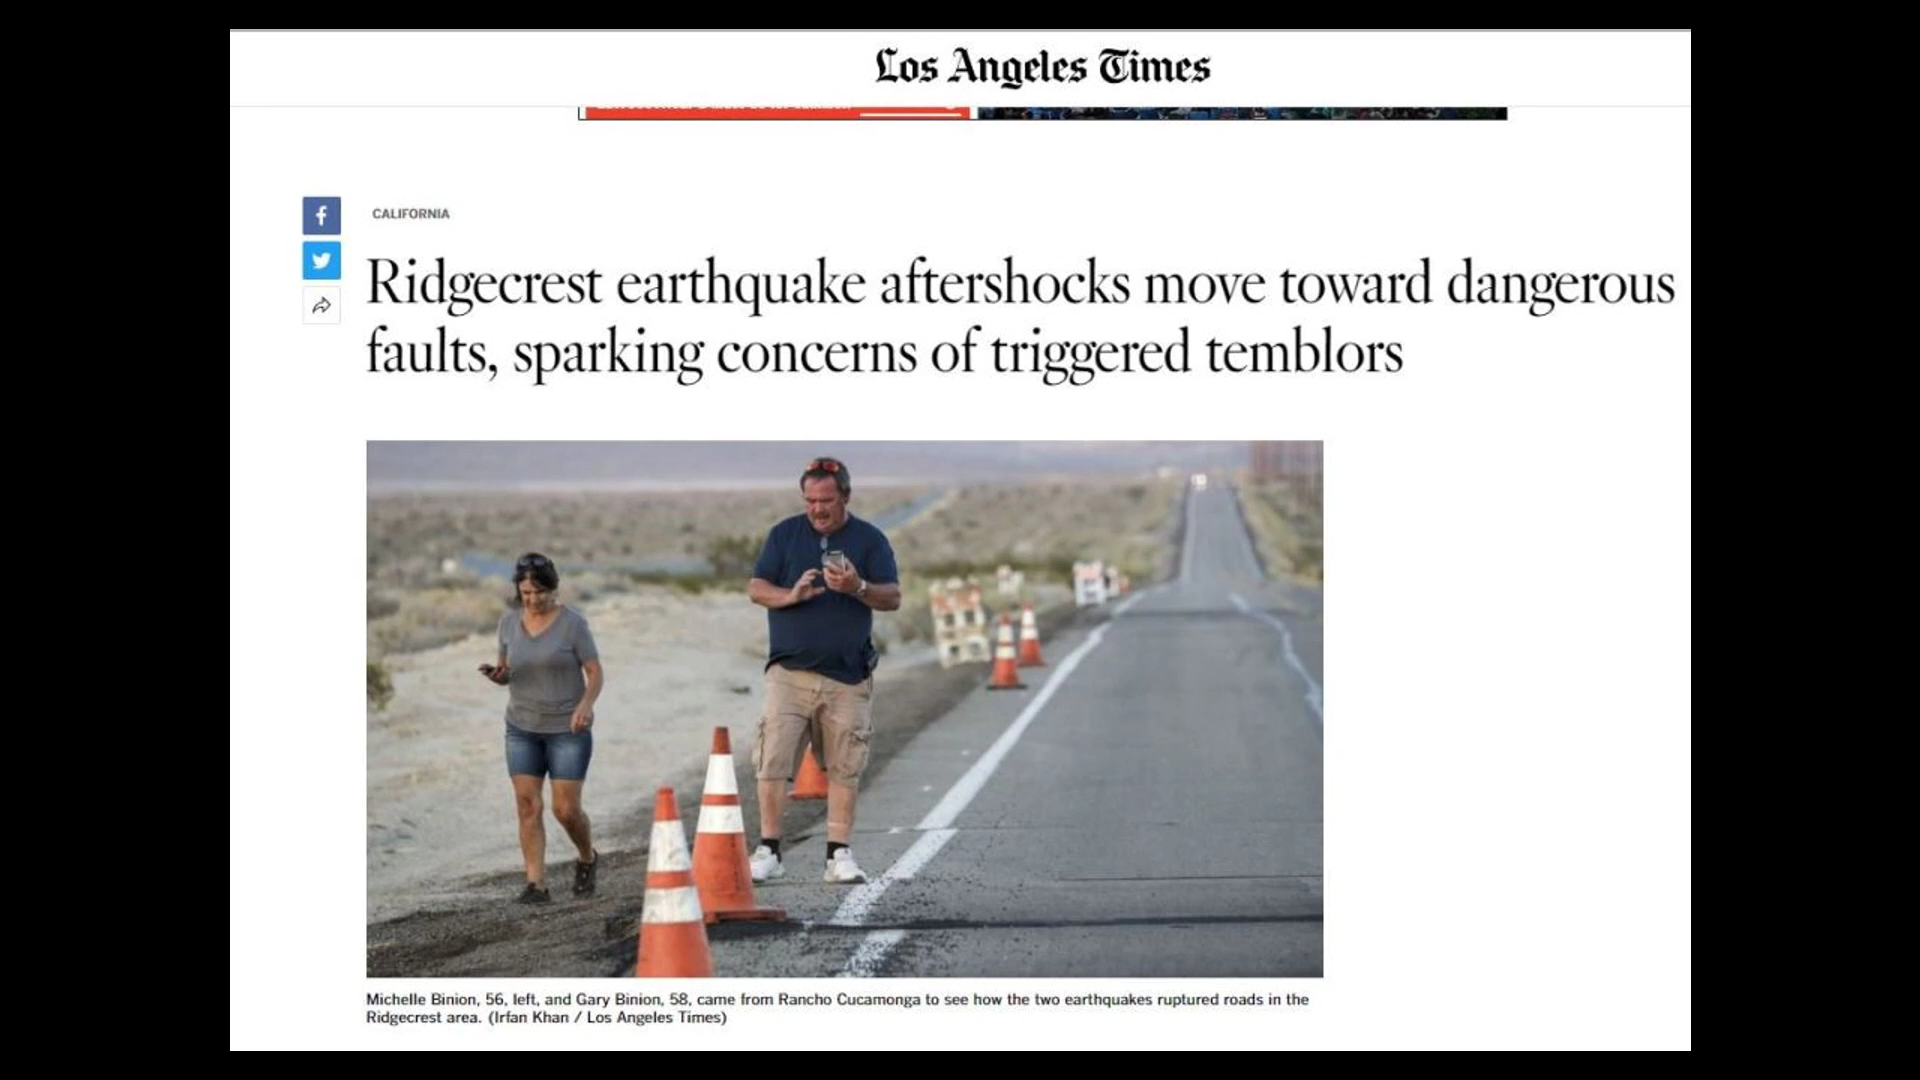 Los Angeles Times
CALIFORNIA
Ridgecrest earthquake aftershocks move toward dangerous
faults, sparking concerns of triggered temblors
Michelle Binion, 56, left, and Gary Binion, 58, came from Rancho Cucamonga to see how the two earthquakes ruptured roads in the
Ridgecrest area. (Irfan Khan / Los Angeles Times)